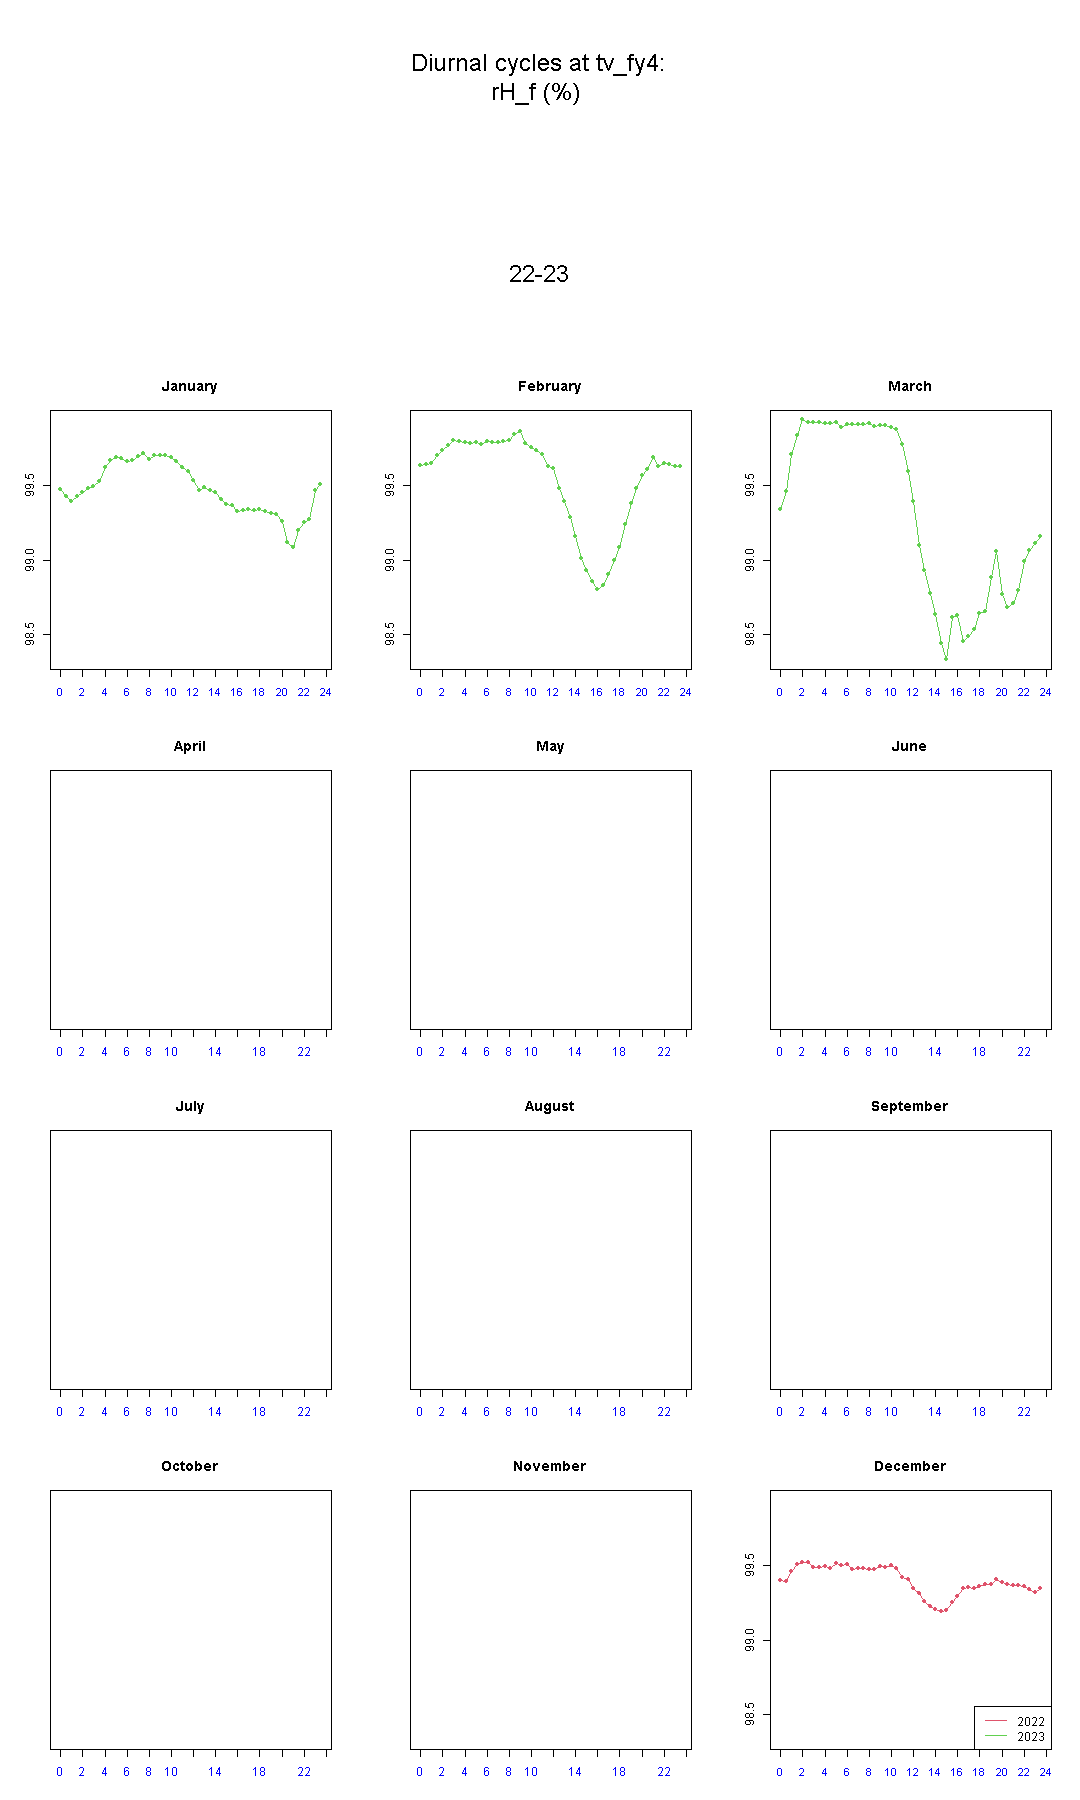 Diurnal cycles at tv_fy4:
rH_f (%)
22-23
January February March
99.5 99.5 99.5
99.0 99.0 99.0
98.5 98.5 98.5
0 2 4 6 8 10 12 14 16 18 20 22 24 0 2 4 6 8 10 12 14 16 18 20 22 24 0 2 4 6 8 10 12 14 16 18 20 22 24
April May June
0 2 4 6 8 10 14 18 22 0 2 4 6 8 10 14 18 22 0 2 4 6 8 10 14 18 22
July August September
0 2 4 6 8 10 14 18 22 0 2 4 6 8 10 14 18 22 0 2 4 6 8 10 14 18 22
October November December
99.5
99.0
98.5
2022
2023
0 2 4 6 8 10 14 18 22 0 2 4 6 8 10 14 18 22 0 2 4 6 8 10 12 14 16 18 20 22 24